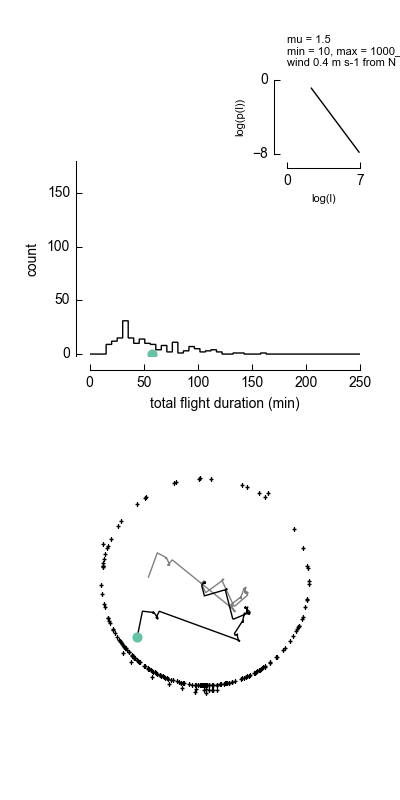 mu = 1.5
min = 10, max = 1000_
wind 0.4 m s-1 from N
0
log(p(l))
−8
0
7
log(l)
150
100
50
0
count
0
50
100
150
200
250
total flight duration (min)